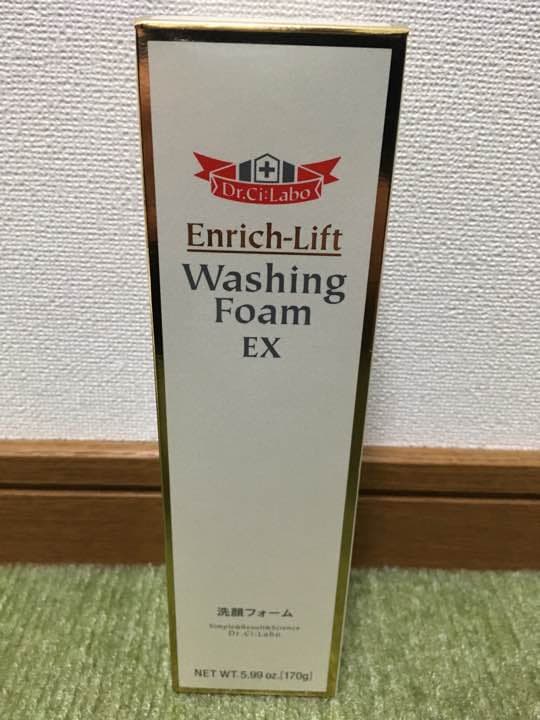 Dr.Ci:Labo
Enrich-Lift
Washing
Foam
EX
洗顔フォーム
Simple&Result&Science
Dr.Ci:Labo
NET WT. 5.99 oz.[170g]